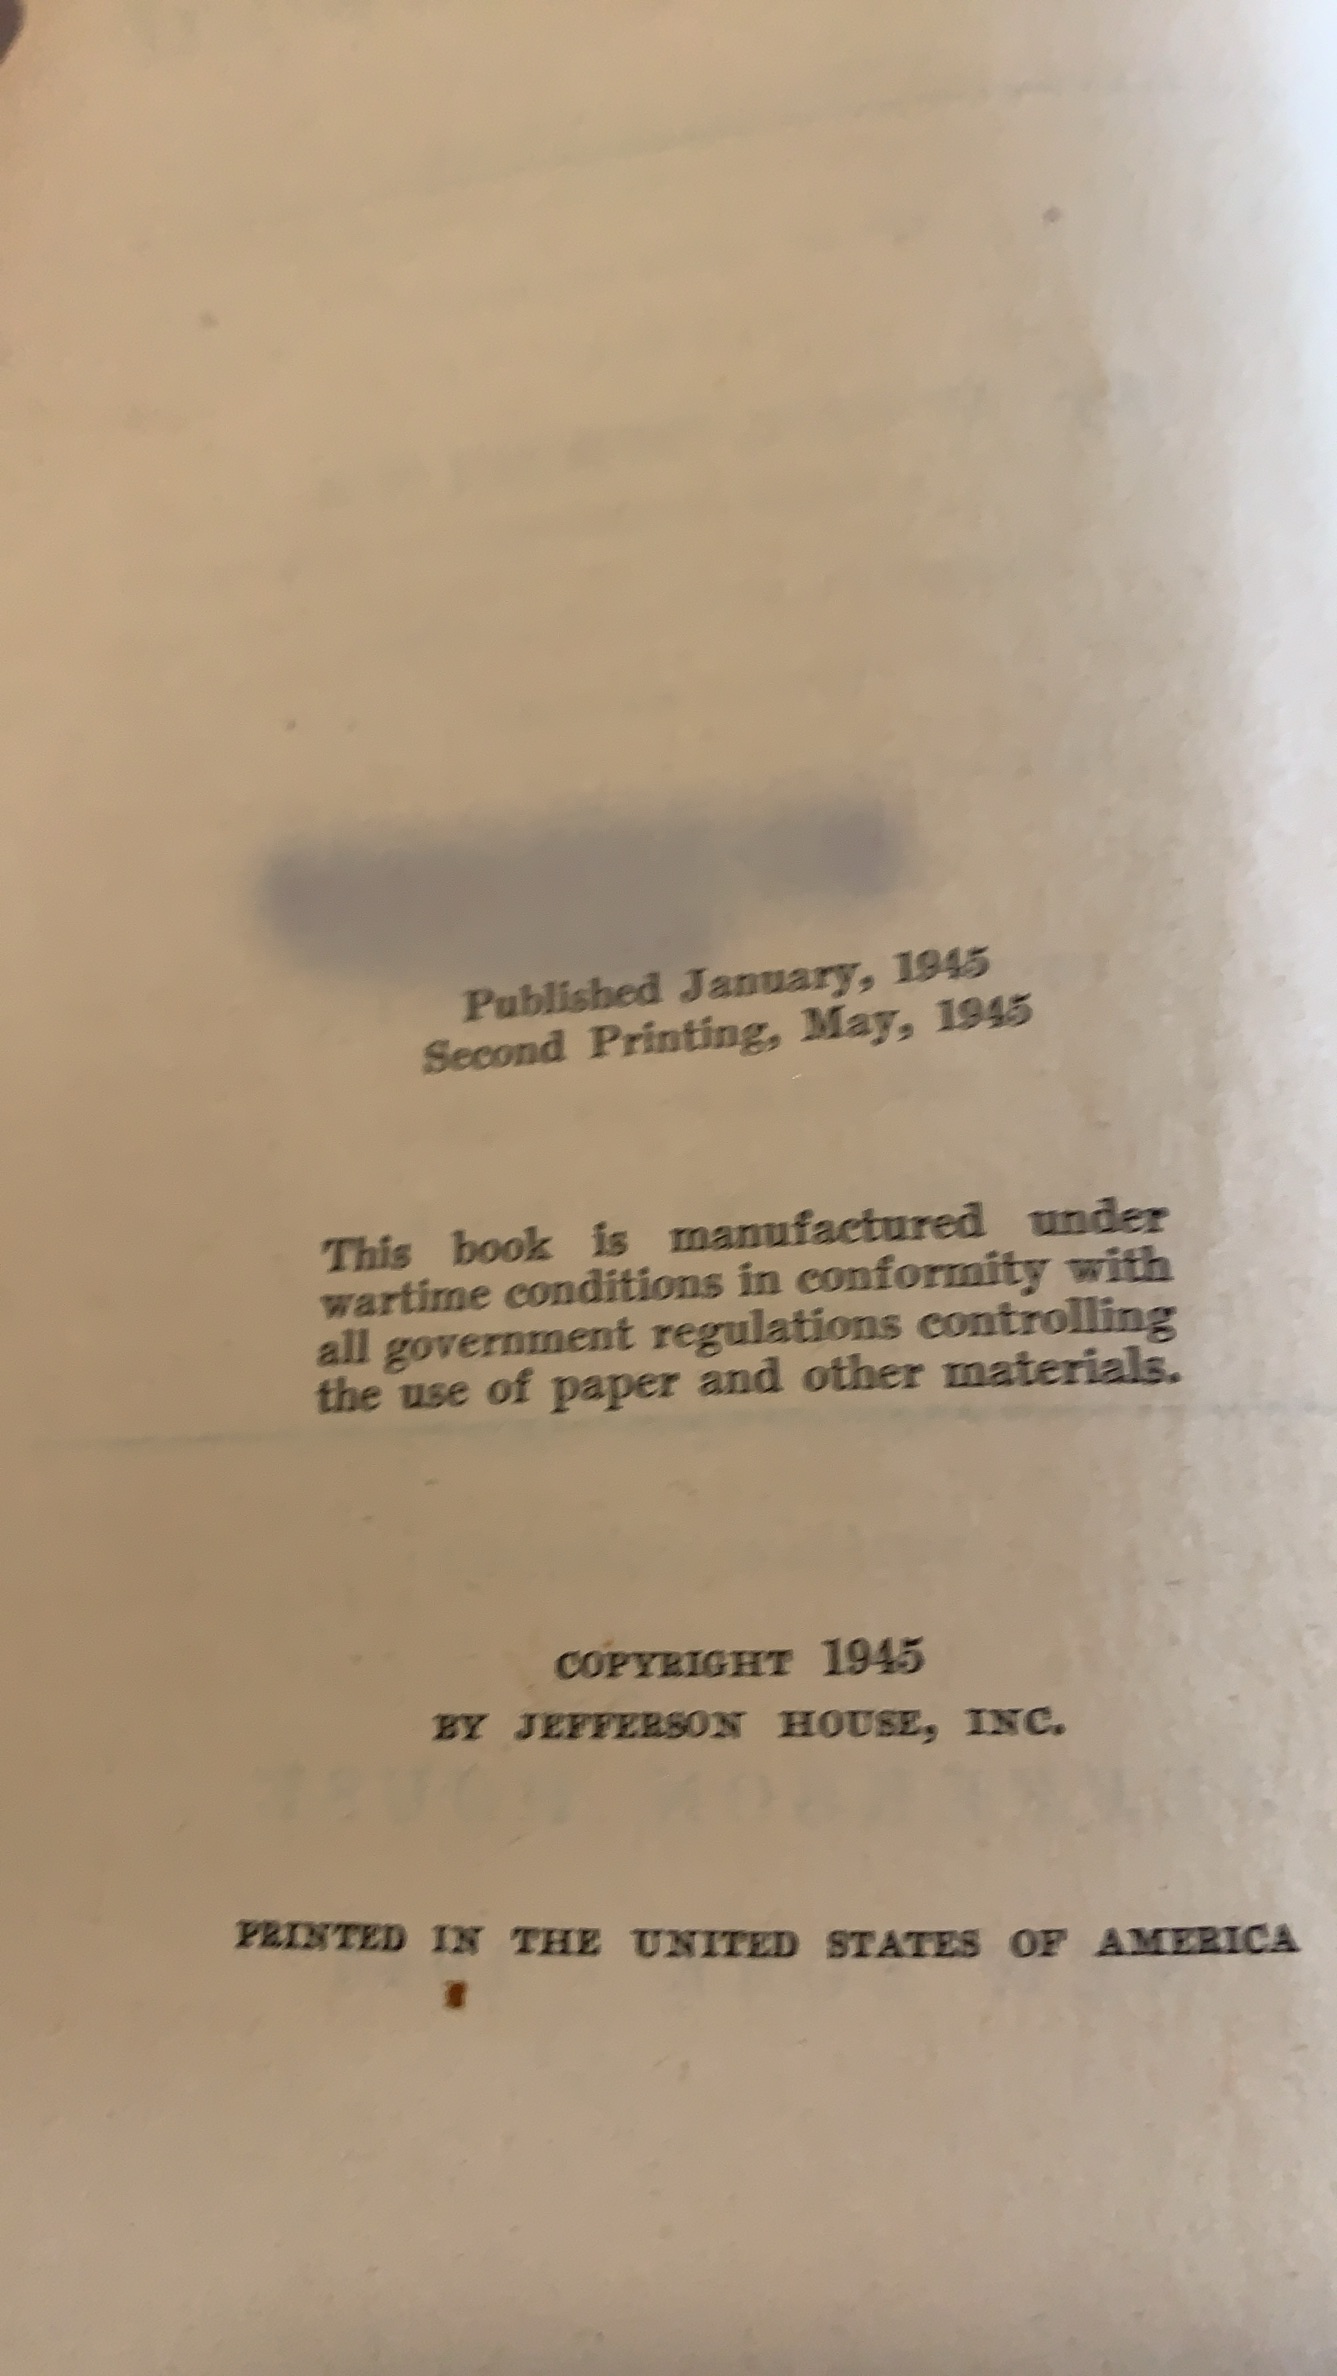 Published January, 1945
Second Printing, May, 1945
This book is manufactured under
wartime conditions in conformity with
all government regulations controlling
the use of paper and other materials.
COPYRIGHT 1945
BY JEFFERSON HOUSE, INC.
PRINTED IN THE UNITED STATES OF AMERICA